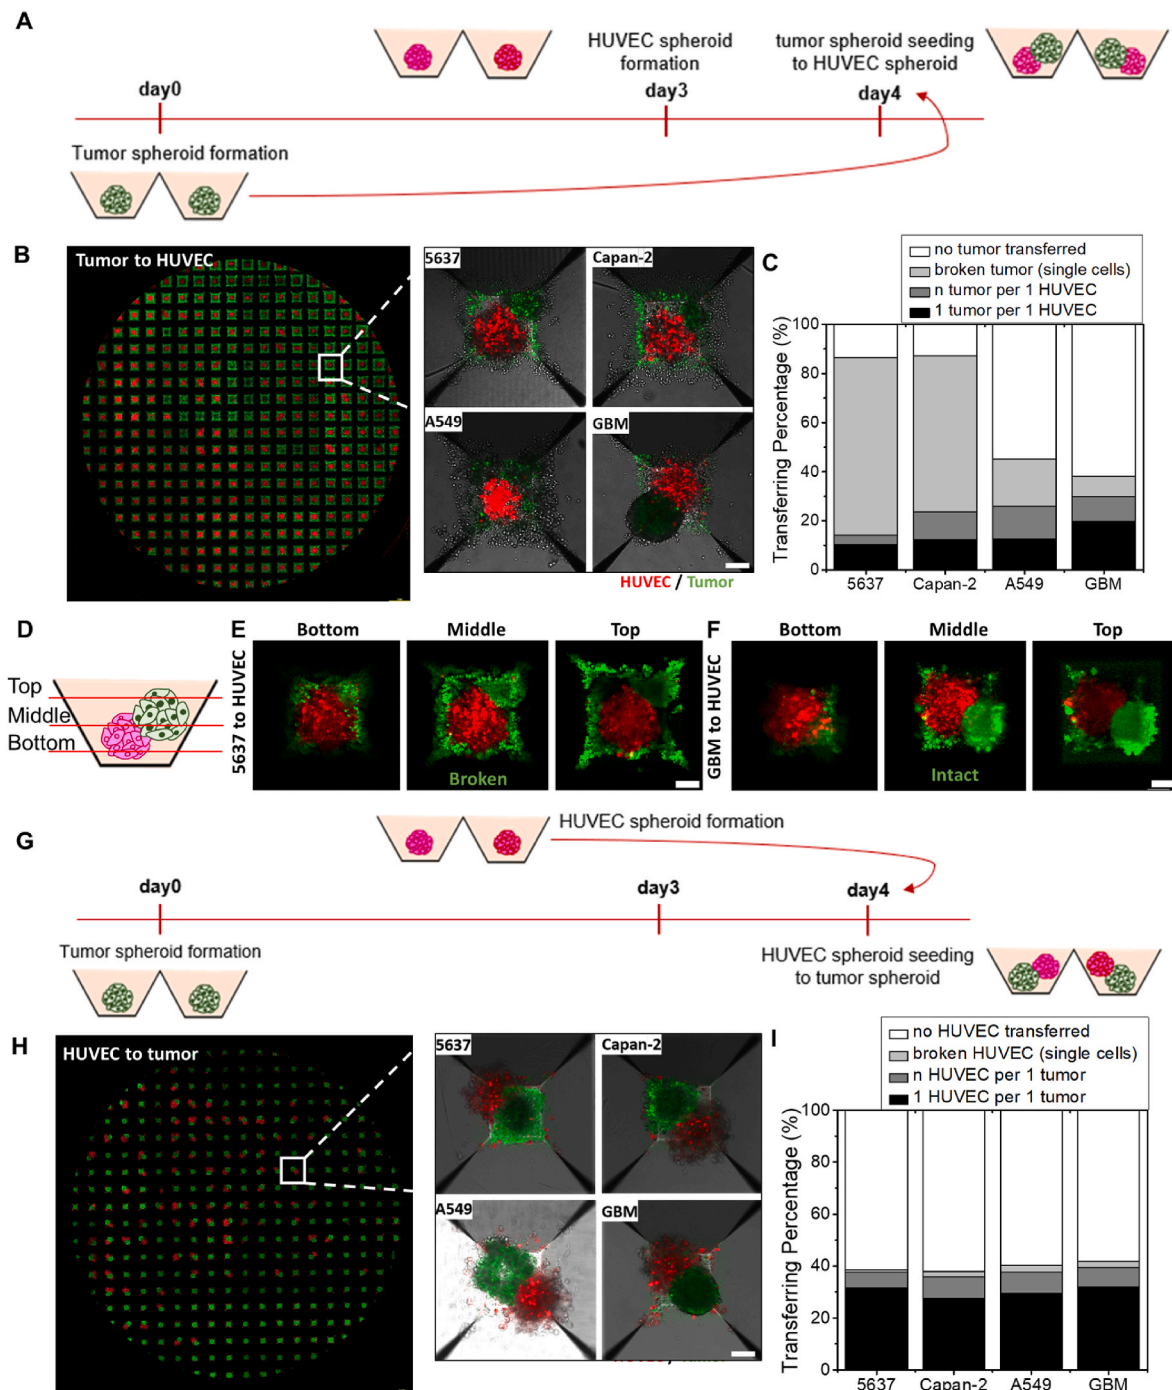 A
HUVEC spheroid
formation
tumor spheroid seeding
to HUVEC spheroid
day0
day3
day4
Tumor spheroid formation
B
Tumor to HUVEC
5637
Capan-2
A549
GBM
HUVEC / Tumor
C
no tumor transferred
broken tumor (single cells)
n tumor per 1 HUVEC
1 tumor per 1 HUVEC
Transferring Percentage (%)
100
80
60
40
20
0
5637
Capan-2
A549
GBM
D
Top
Middle
Bottom
E
5637 to HUVEC
Bottom
Middle
Top
Broken
F
GBM to HUVEC
Bottom
Middle
Top
Intact
G
HUVEC spheroid formation
day0
day3
day4
Tumor spheroid formation
HUVEC spheroid seeding
to tumor spheroid
H
HUVEC to tumor
5637
Capan-2
A549
GBM
I
no HUVEC transferred
broken HUVEC (single cells)
n HUVEC per 1 tumor
1 HUVEC per 1 tumor
Transferring Percentage (%)
100
80
60
40
20
0
5637
Capan-2
A549
GBM